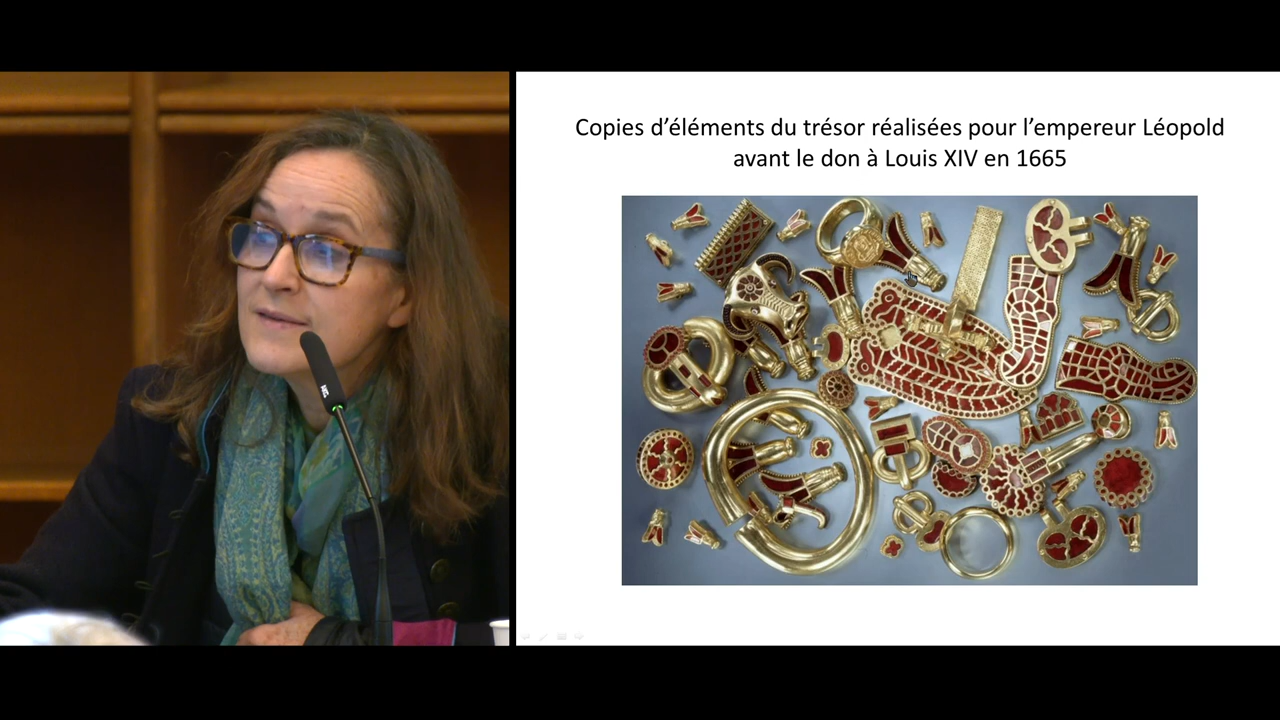 Copies d’éléments du trésor réalisées pour l’empereur Léopold
avant le don à Louis XIV en 1665